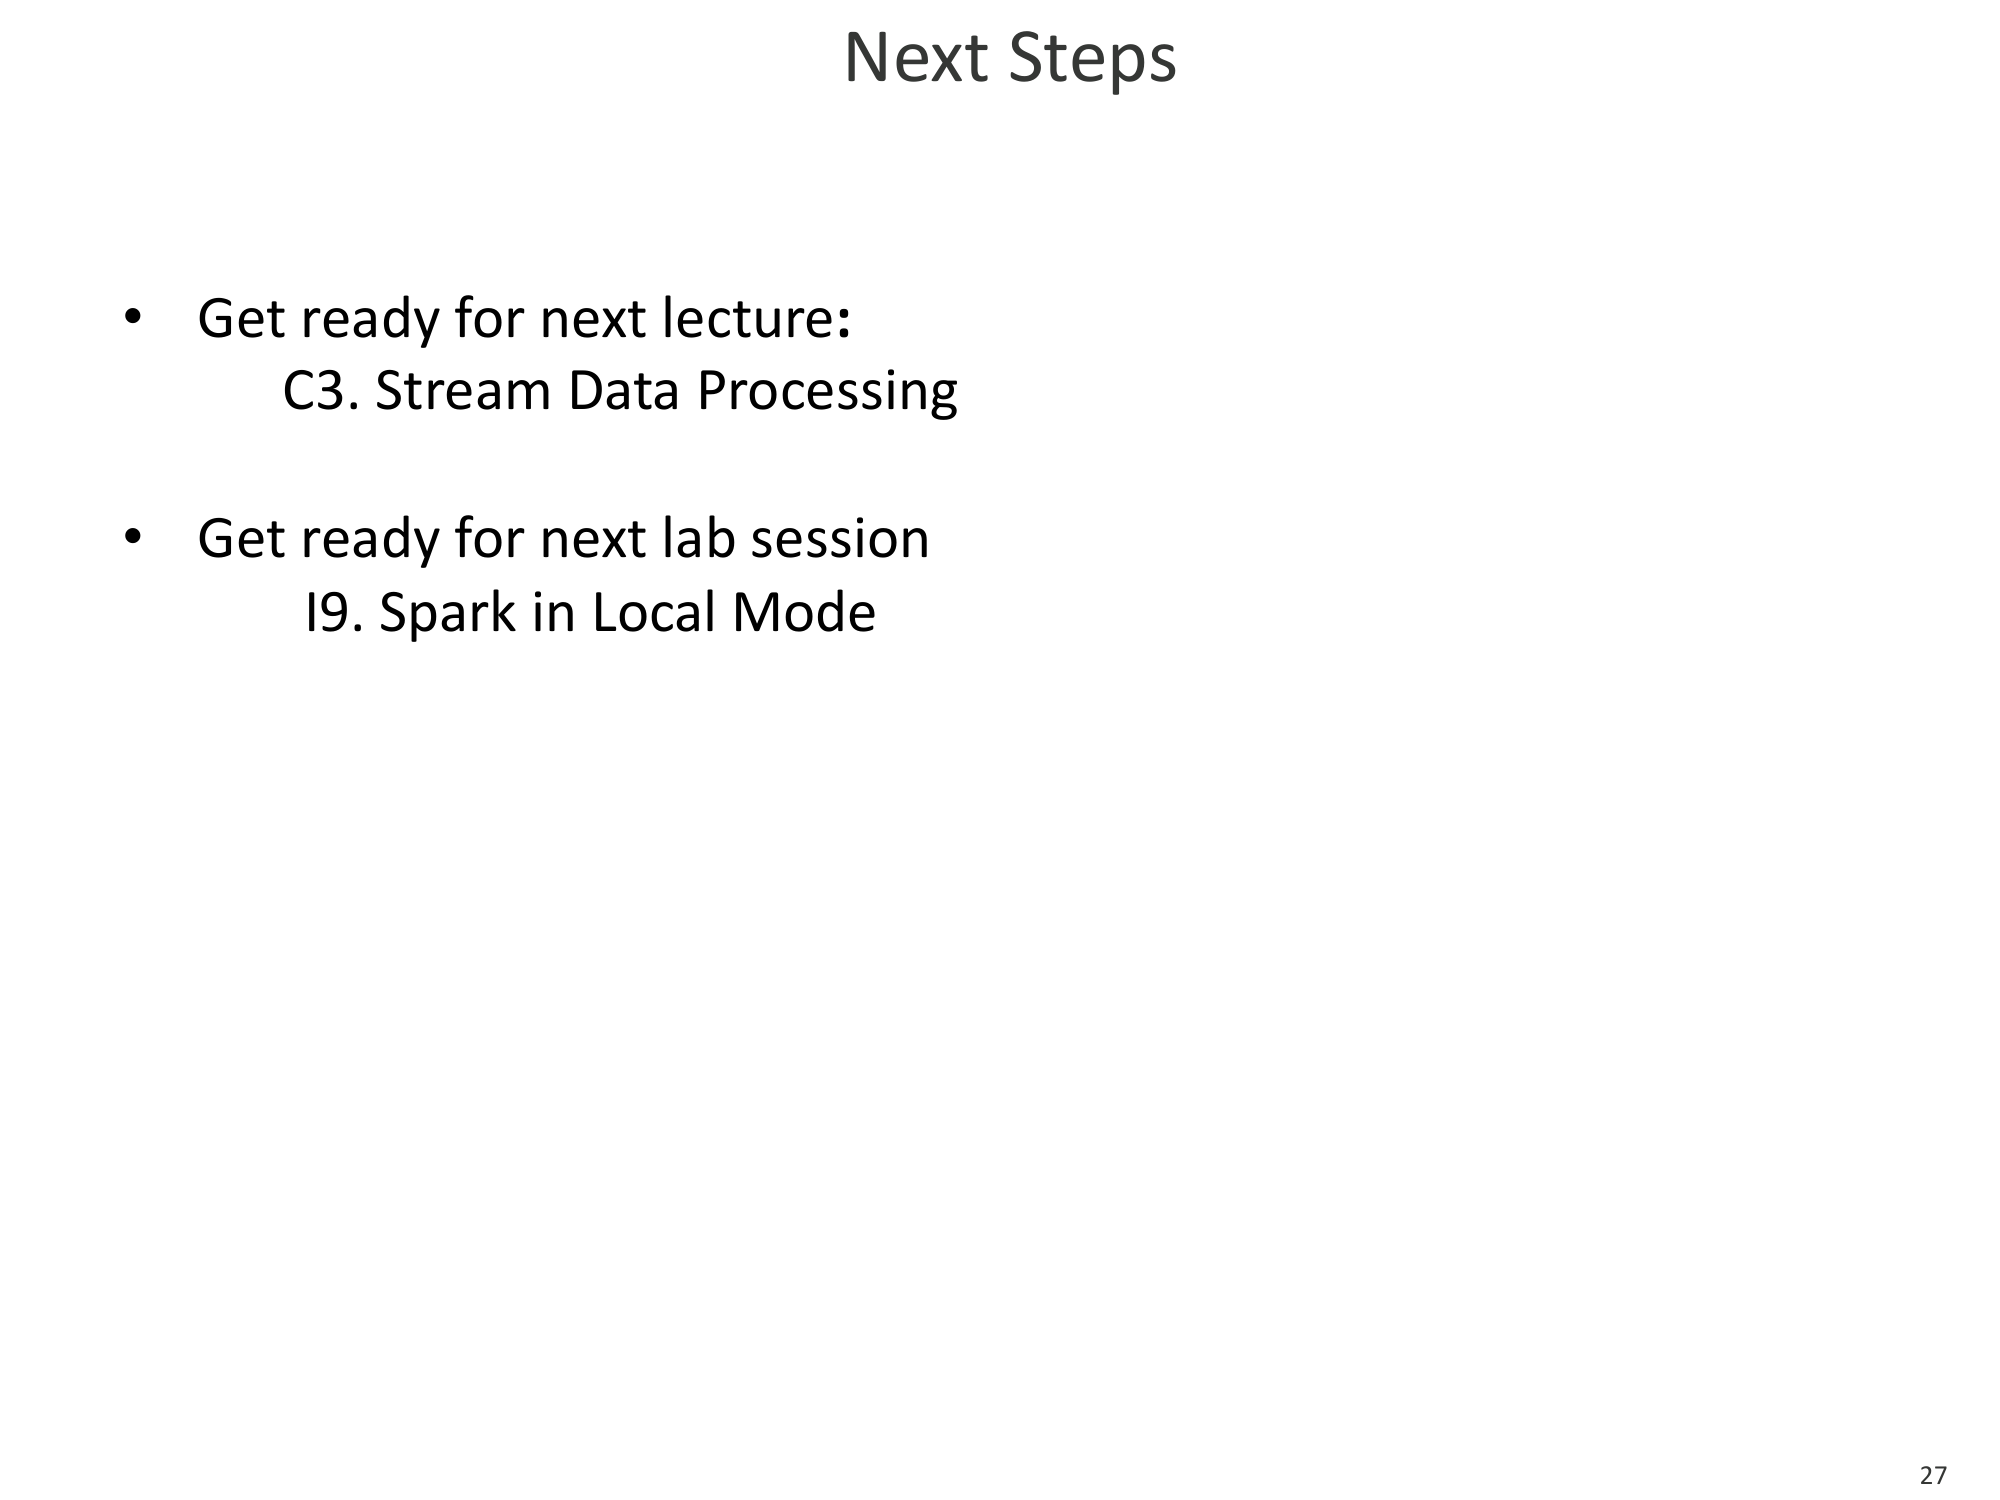 Next Steps
• Get ready for next lecture:
C3. Stream Data Processing
• Get ready for next lab session
I9. Spark in Local Mode
27